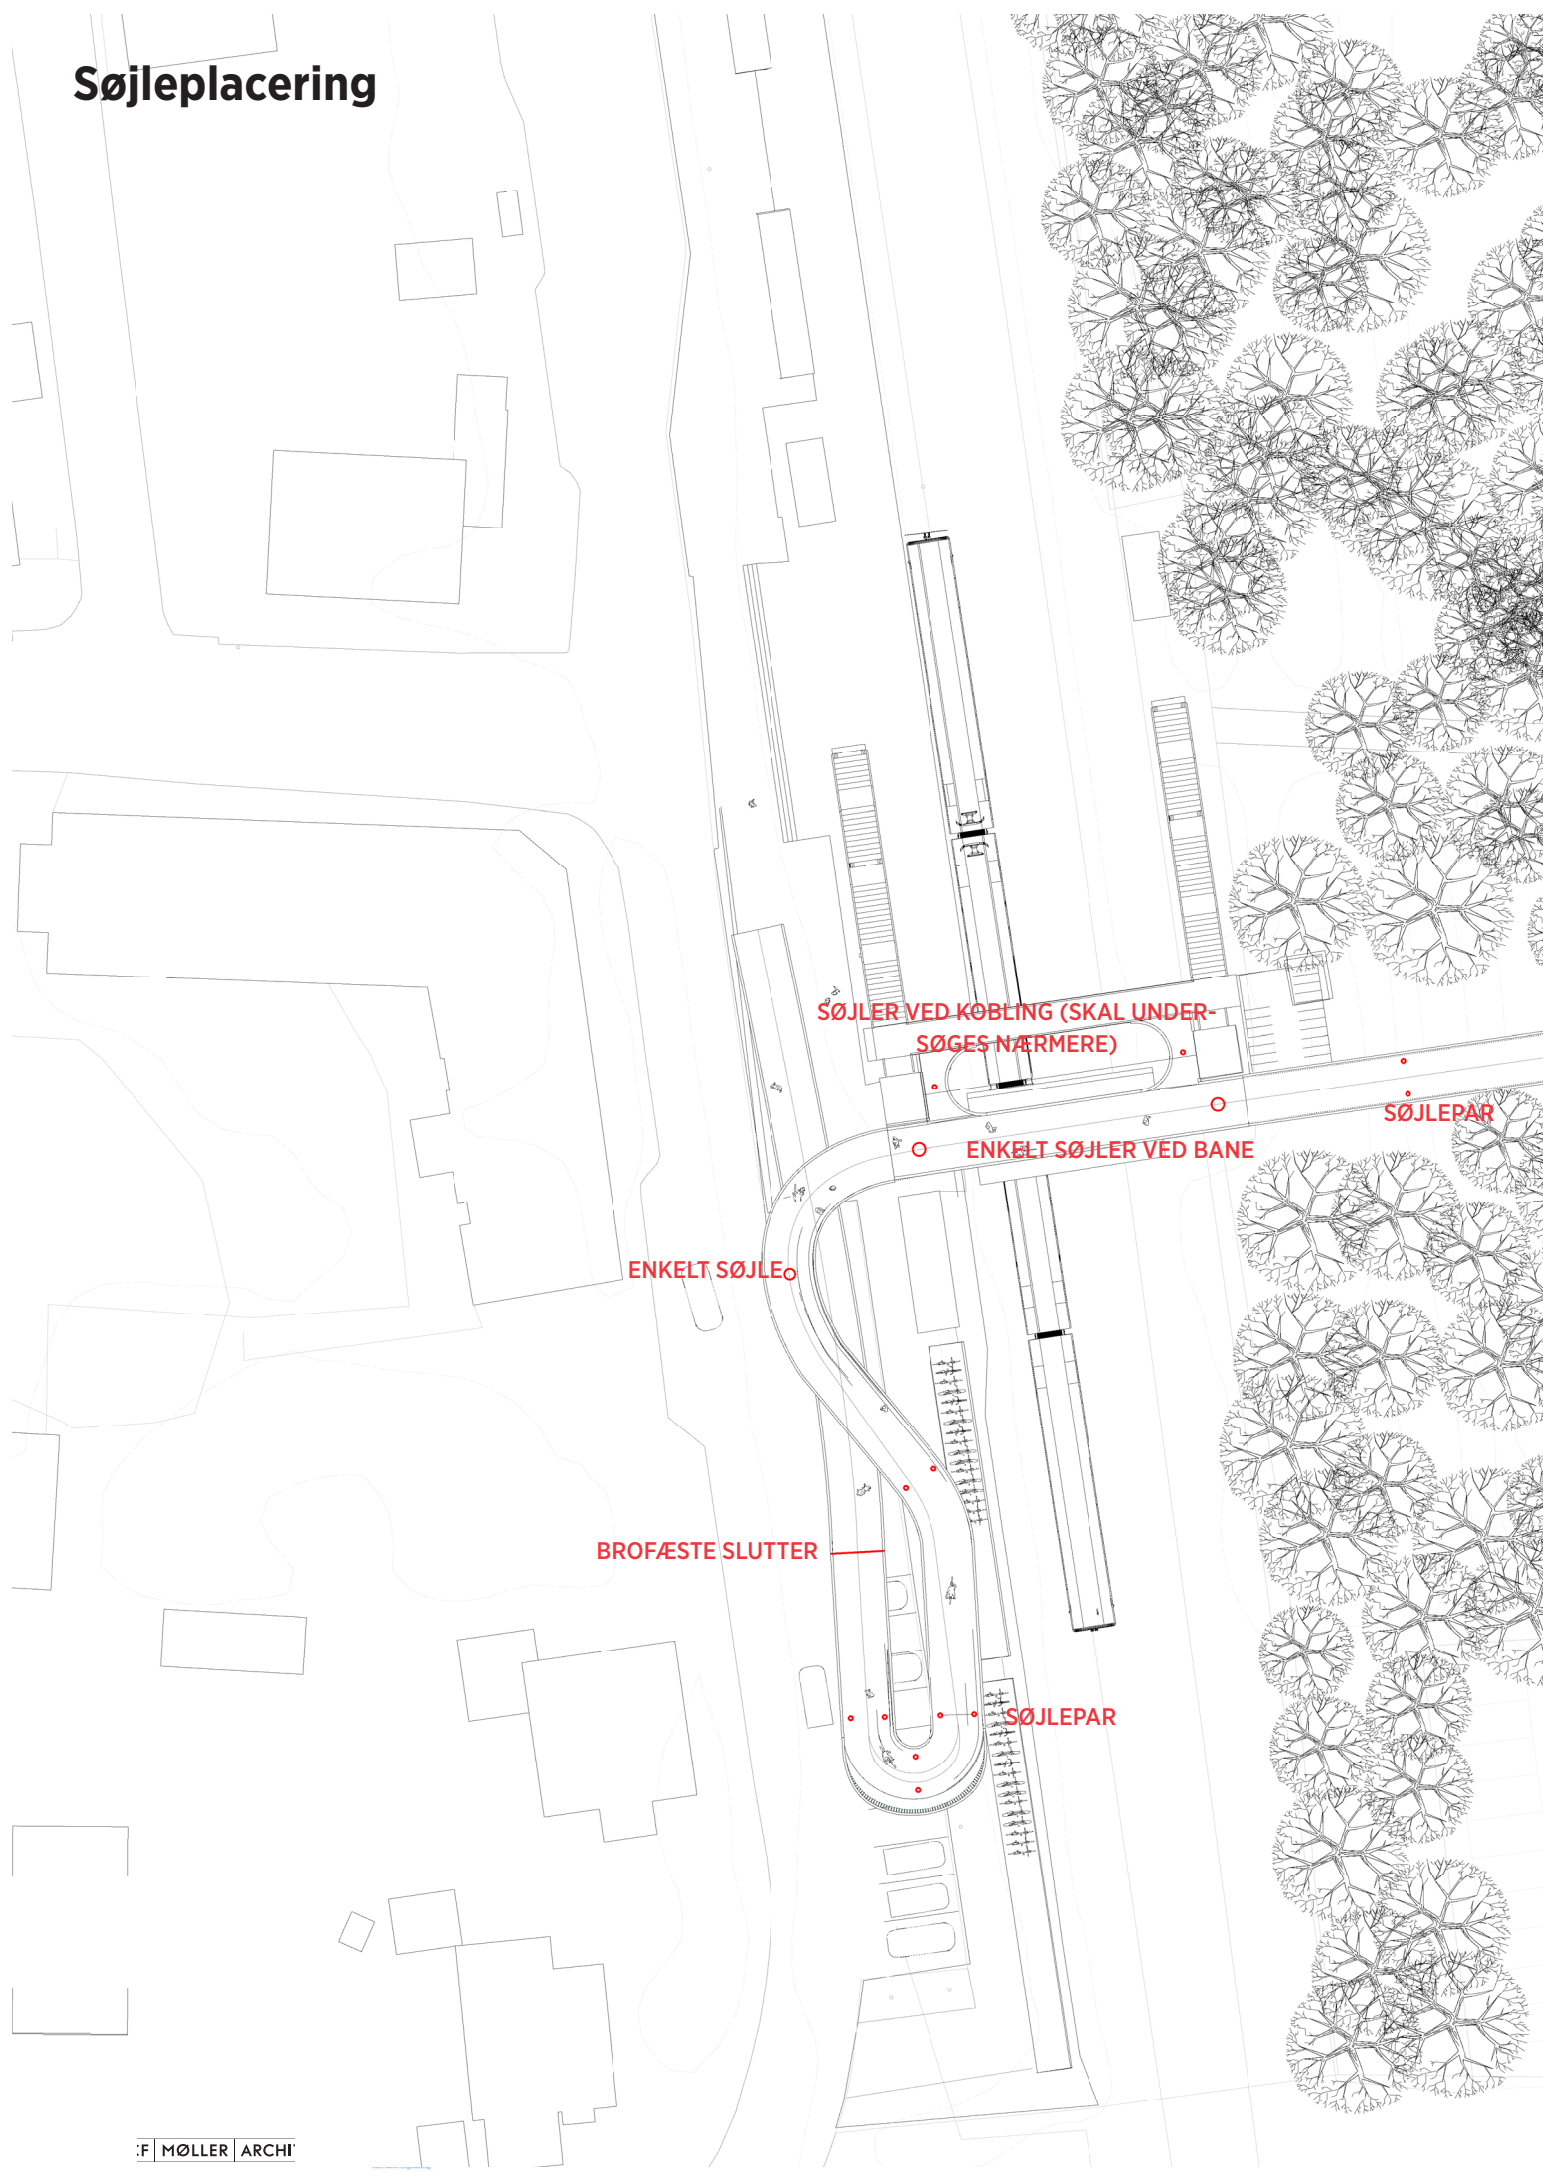 Søjleplacering
SØJLER VED KOBLING (SKAL UNDER-
SØGES NÆRMERE)
SØJLEPAR
ENKELT SØJLER VED BANE
ENKELT SØJLE
BROFÆSTE SLUTTER
SØJLEPAR
:F MØLLER ARCHI